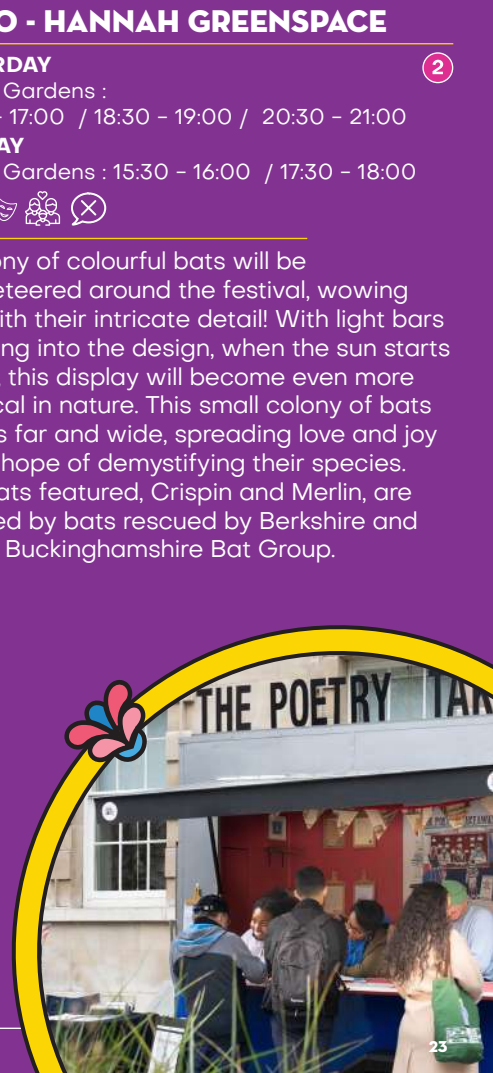 O - HANNAH GREENSPACE
RDAY
2
Gardens :
- 17:00 / 18:30 - 19:00 / 20:30 - 21:00
AY
Gardens : 15:30 - 16:00 / 17:30 - 18:00
ny of colourful bats will be
eteered around the festival, wowing
ith their intricate detail! With light bars
ng into the design, when the sun starts
, this display will become even more
cal in nature. This small colony of bats
s far and wide, spreading love and joy
hope of demystifying their species.
ats featured, Crispin and Merlin, are
ed by bats rescued by Berkshire and
Buckinghamshire Bat Group.
THE POETRY TA
23